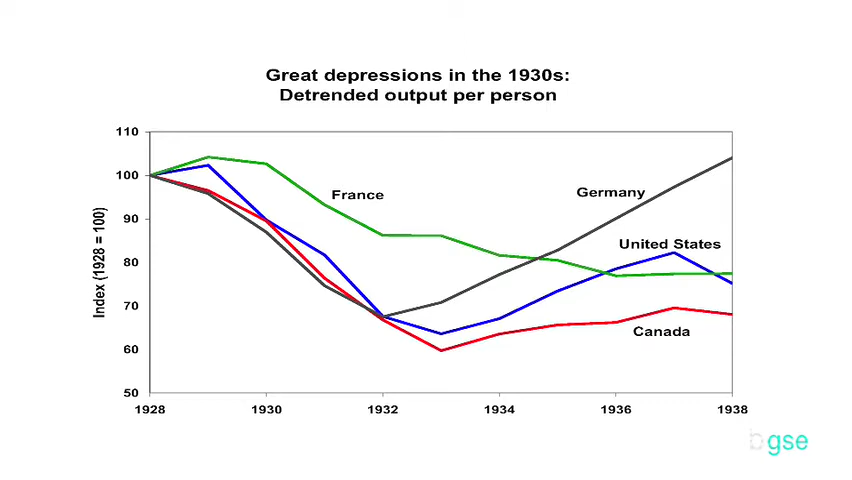 Great depressions in the 1930s:
Detrended output per person
Index (1928 = 100)
110
100
90
80
70
60
50
France
Germany
United States
Canada
1928 1930 1932 1934 1936 1938
bgse